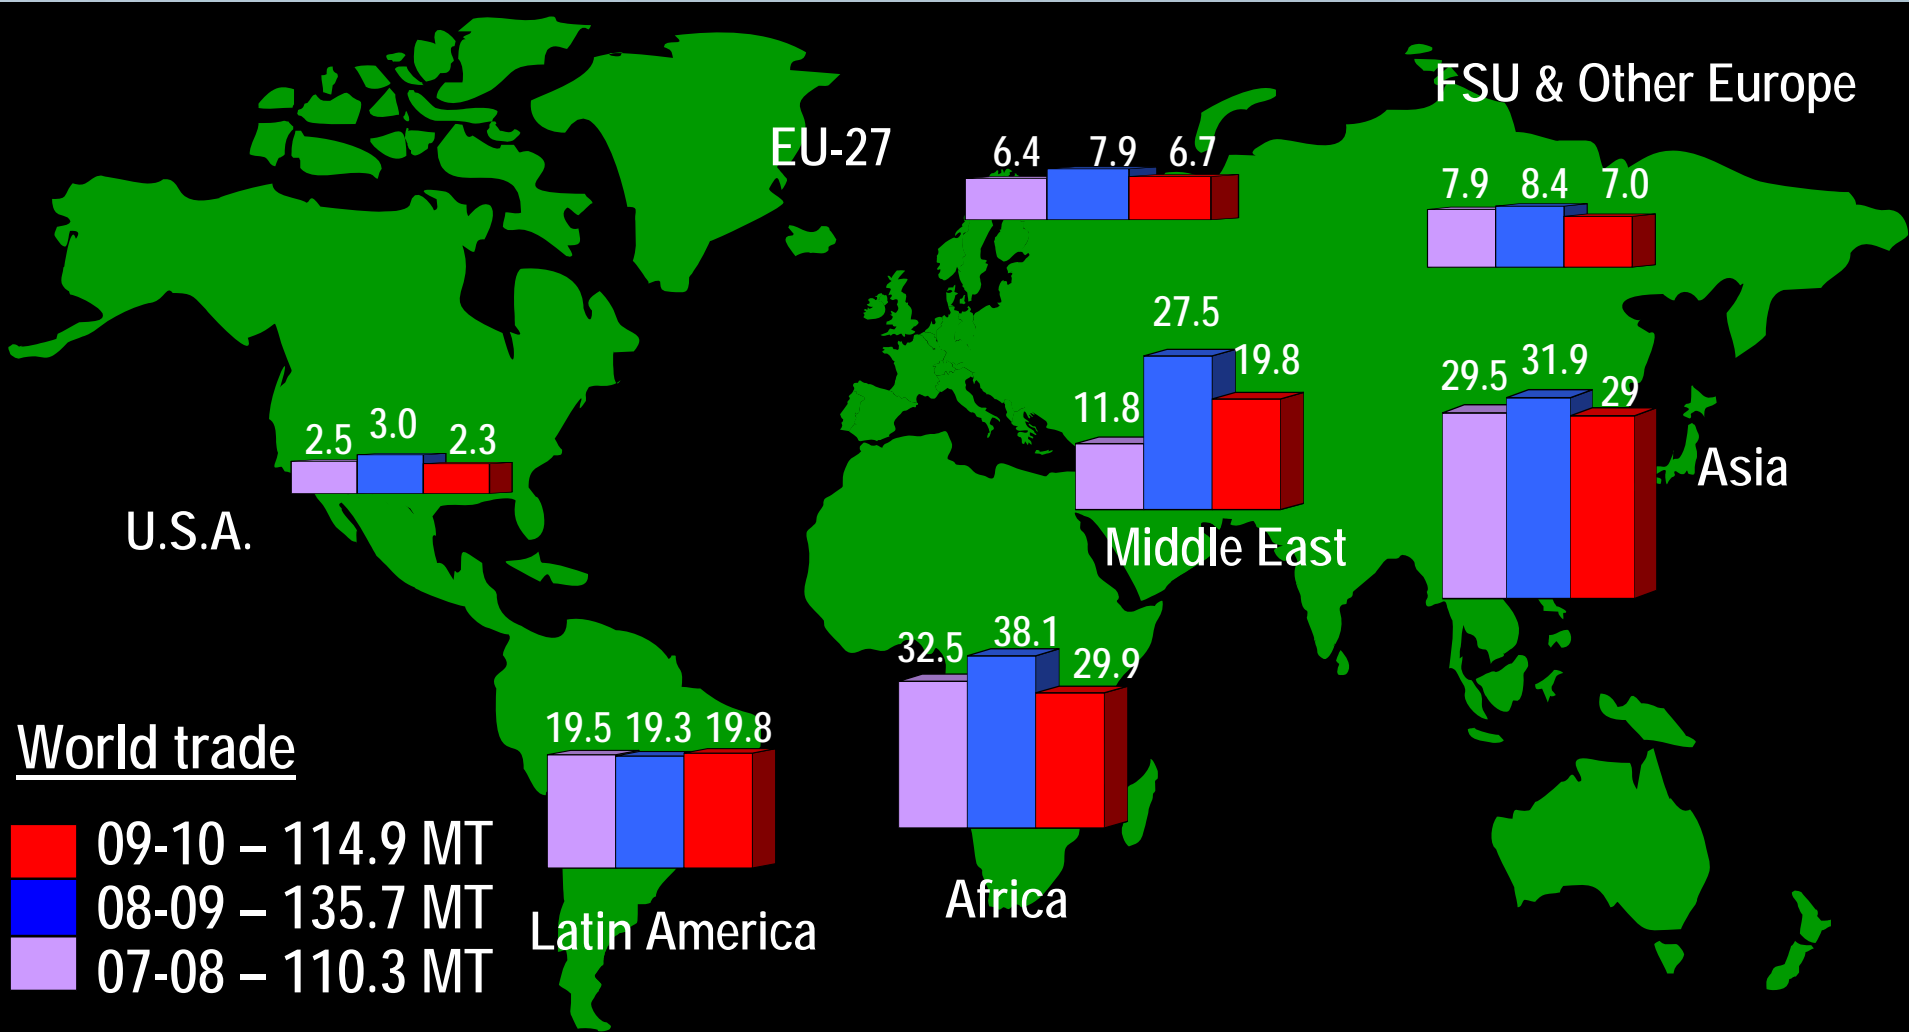 FSU & Other Europe
EU-27
6.4 7.9 6.7
7.9 8.4 7.0
27.5
19.8
11.8
29.5 31.9 29
Asia
2.5 3.0 2.3
U.S.A.
Middle East
32.5 38.1 29.9
Africa
19.5 19.3 19.8
Latin America
World trade
09-10 – 114.9 MT
08-09 – 135.7 MT
07-08 – 110.3 MT